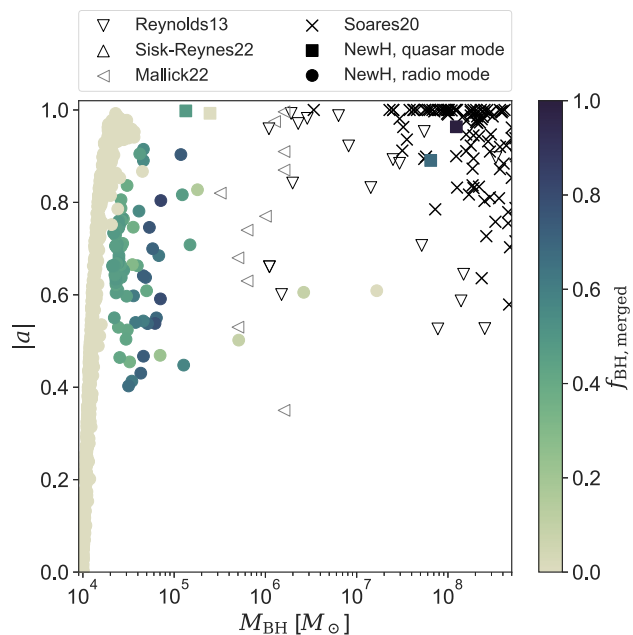 Reynolds13
Sisk-Reynes22
Mallick22
Soares20
NewH, quasar mode
NewH, radio mode
1.0
0.8
0.6
0.4
0.2
0.0
|a|
10^4
10^5
10^6
10^7
10^8
M_BH [M_⊙]
1.0
0.8
0.6
0.4
0.2
0.0
f_BH, merged